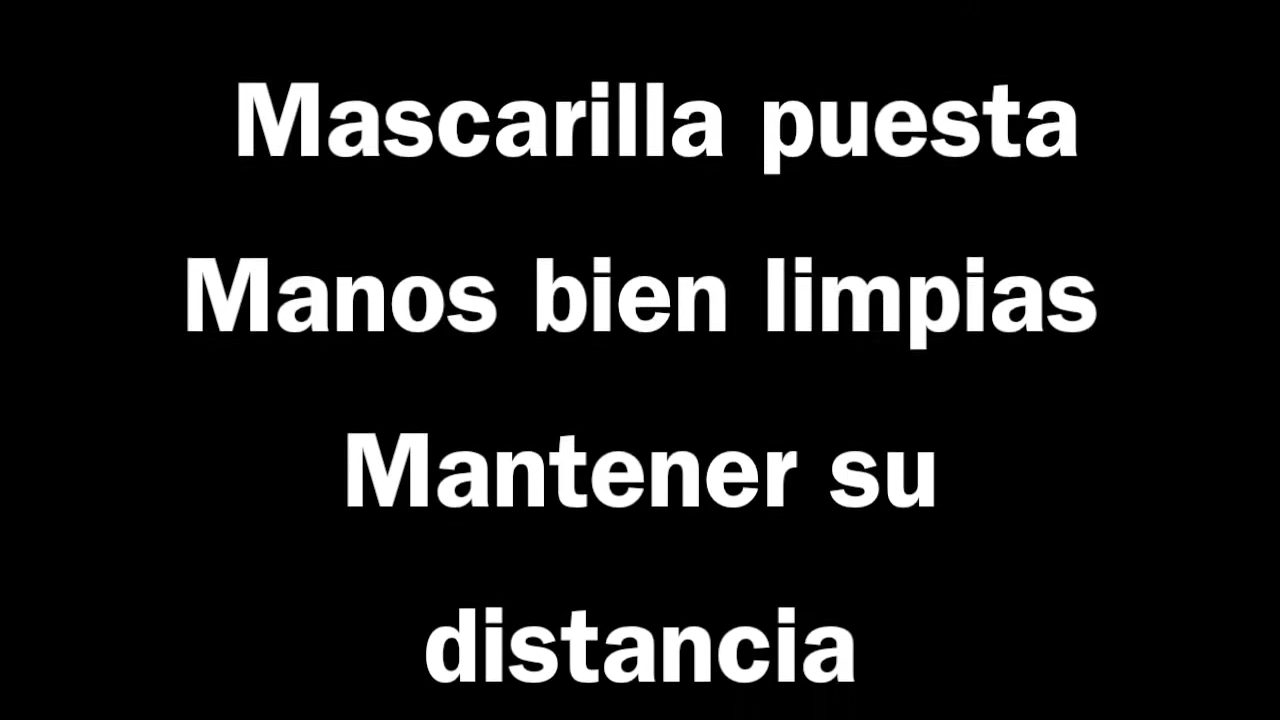 Mascarilla puesta
Manos bien limpias
Mantener su
distancia